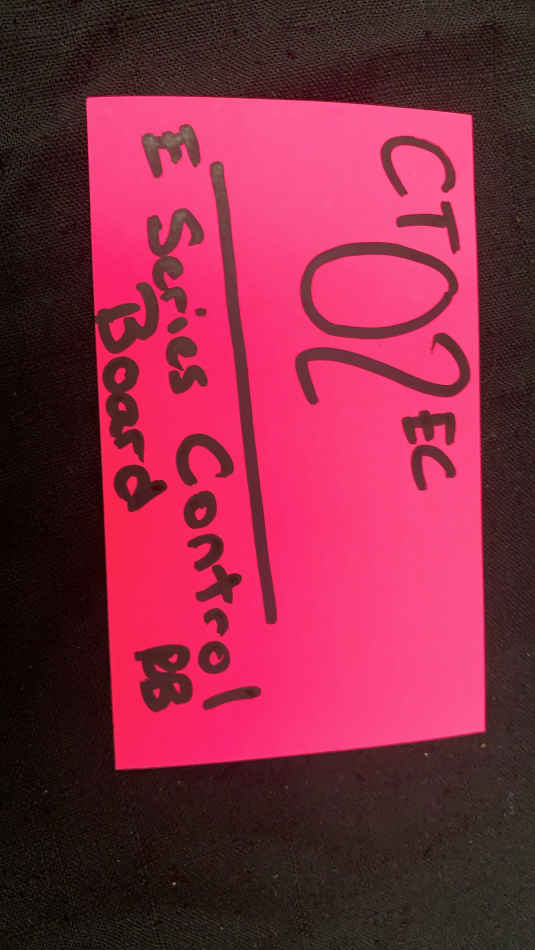 CT02EC
E Series Control
Board BB